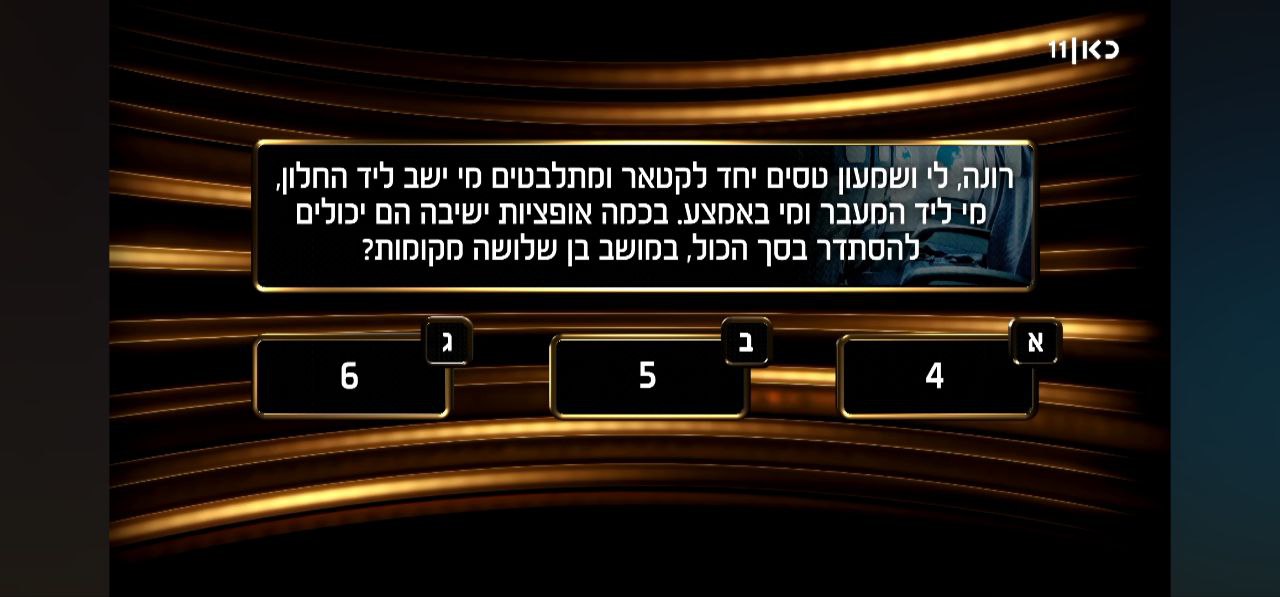 כאן|11
רונה, לי ושמעון טסים יחד לקטאר ומתלבטים מי ישב ליד החלון,
מי ליד המעבר ומי באמצע. בכמה אופציות ישיבה הם יכולים
להסתדר בסך הכול, במושב בן שלושה מקומות?
א
4
ב
5
ג
6